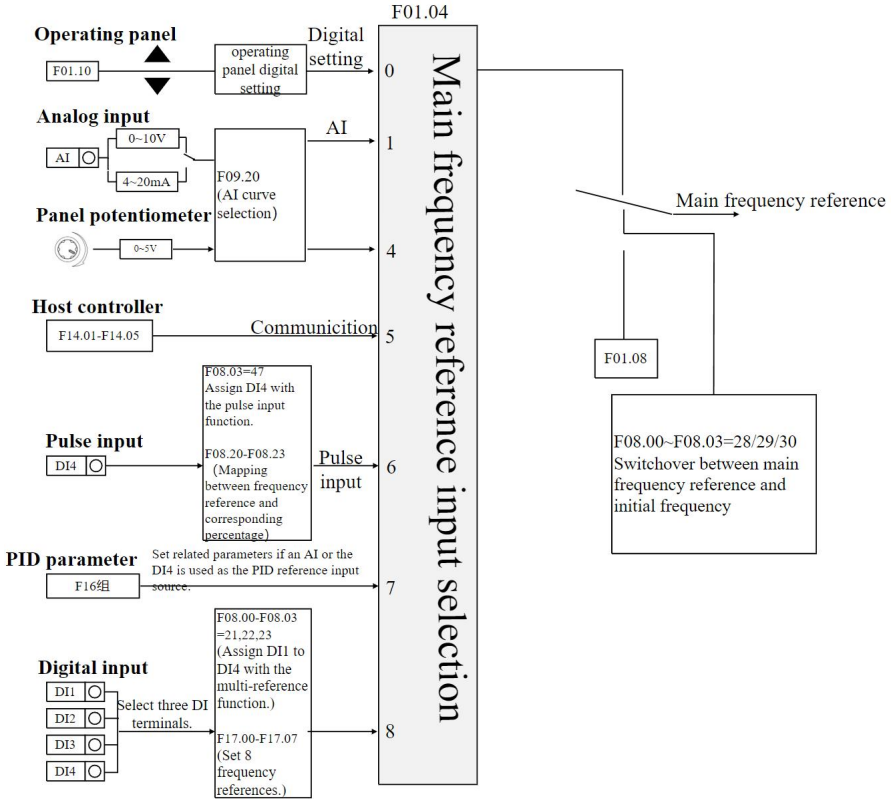 F01.04
Operating panel
F01.10
operating
panel digital
setting
Digital
setting
0
Analog input
AI
0~10V
4~20mA
F09.20
(AI curve
selection)
AI
1
Panel potentiometer
0~5V
4
Host controller
F14.01-F14.05
Communicition
5
Pulse input
DI4
F08.03=47
Assign DI4 with
the pulse input
function.
F08.20-F08.23
(Mapping
between frequency
reference and
corresponding
percentage)
Pulse
input
6
PID parameter
F16组
Set related parameters if an AI or the
DI4 is used as the PID reference input
source.
7
Digital input
DI1
DI2
DI3
DI4
Select three DI
terminals.
F08.00-F08.03
=21,22,23
(Assign DI1 to
DI4 with the
multi-reference
function.)
F17.00-F17.07
(Set 8
frequency
references.)
8
Main frequency reference input selection
Main frequency reference
F01.08
F08.00~F08.03=28/29/30
Switchover between main
frequency reference and
initial frequency